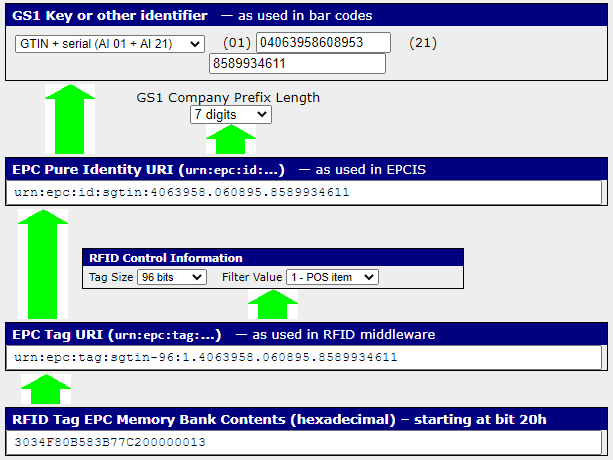 GS1 Key or other identifier — as used in bar codes
GTIN + serial (AI 01 + AI 21) (01) 04063958608953 (21)
8589934611
GS1 Company Prefix Length
7 digits
EPC Pure Identity URI (urn:epc:id:...) — as used in EPCIS
urn:epc:id:sgtin:4063958.060895.8589934611
RFID Control Information
Tag Size 96 bits Filter Value 1 - POS item
EPC Tag URI (urn:epc:tag:...) — as used in RFID middleware
urn:epc:tag:sgtin-96:1.4063958.060895.8589934611
RFID Tag EPC Memory Bank Contents (hexadecimal) – starting at bit 20h
3034F80B583B77C200000013